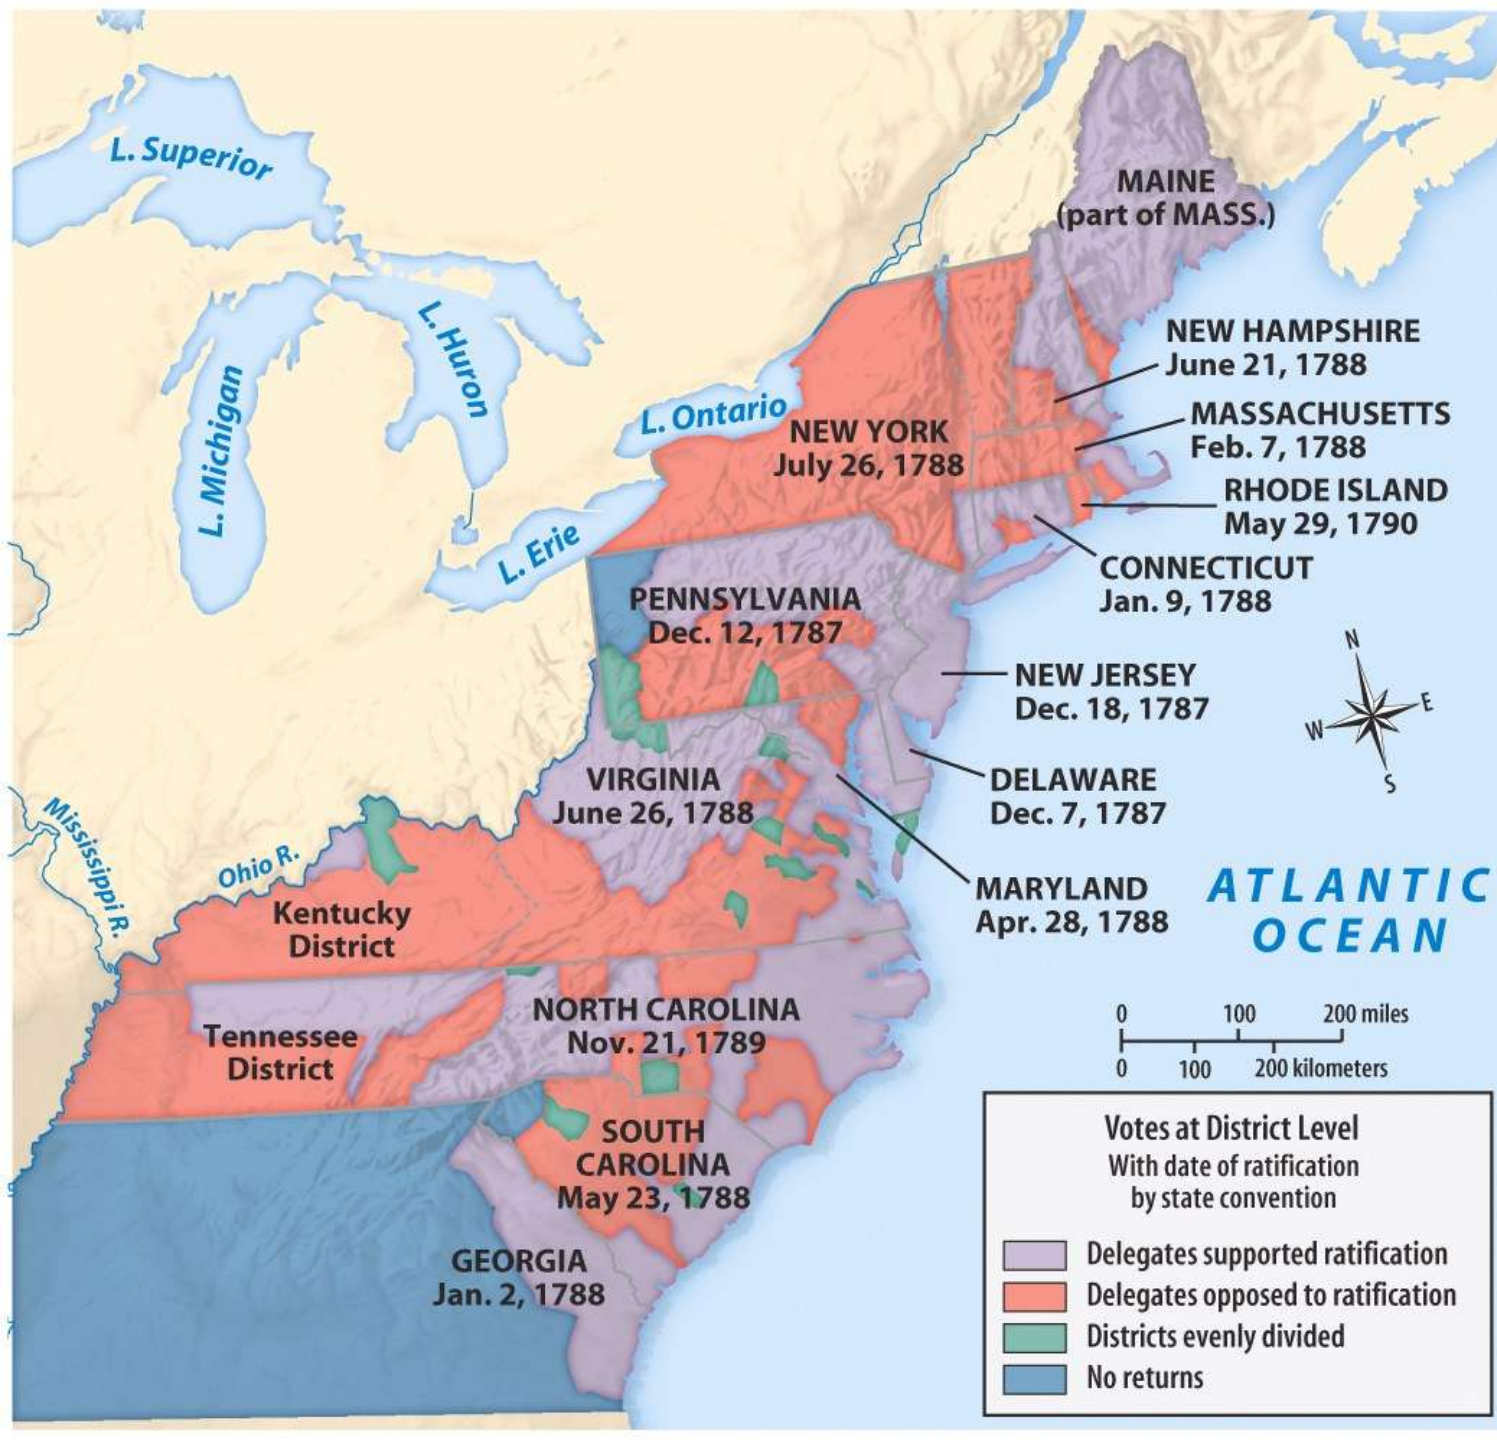 L. Superior
MAINE
(part of MASS.)
L. Huron
L. Michigan
NEW HAMPSHIRE
June 21, 1788
L. Ontario
NEW YORK
July 26, 1788
MASSACHUSETTS
Feb. 7, 1788
RHODE ISLAND
May 29, 1790
L. Erie
CONNECTICUT
Jan. 9, 1788
PENNSYLVANIA
Dec. 12, 1787
N
E
W
S
NEW JERSEY
Dec. 18, 1787
VIRGINIA
June 26, 1788
DELAWARE
Dec. 7, 1787
Mississippi R.
Ohio R.
MARYLAND
Apr. 28, 1788
ATLANTIC
OCEAN
Kentucky
District
NORTH CAROLINA
Nov. 21, 1789
Tennessee
District
0 100 200 miles
0 100 200 kilometers
SOUTH
CAROLINA
May 23, 1788
GEORGIA
Jan. 2, 1788
Votes at District Level
With date of ratification
by state convention
Delegates supported ratification
Delegates opposed to ratification
Districts evenly divided
No returns